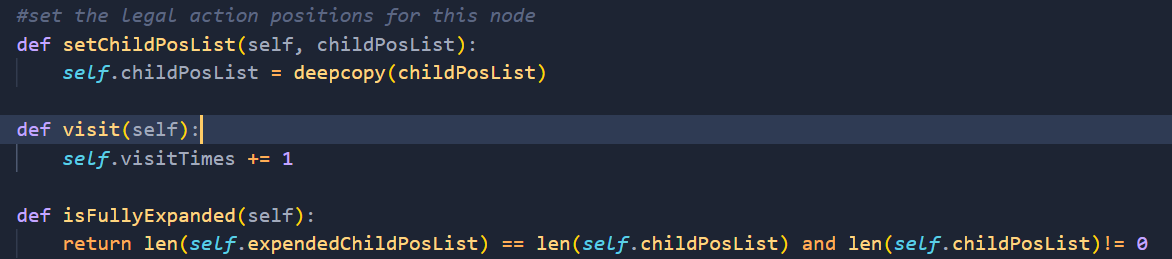 #set the legal action positions for this node
def setChildPosList(self, childPosList):
    self.childPosList = deepcopy(childPosList)
def visit(self):
    self.visitTimes += 1
def isFullyExpanded(self):
    return len(self.expendedChildPosList) == len(self.childPosList) and len(self.childPosList)!= 0